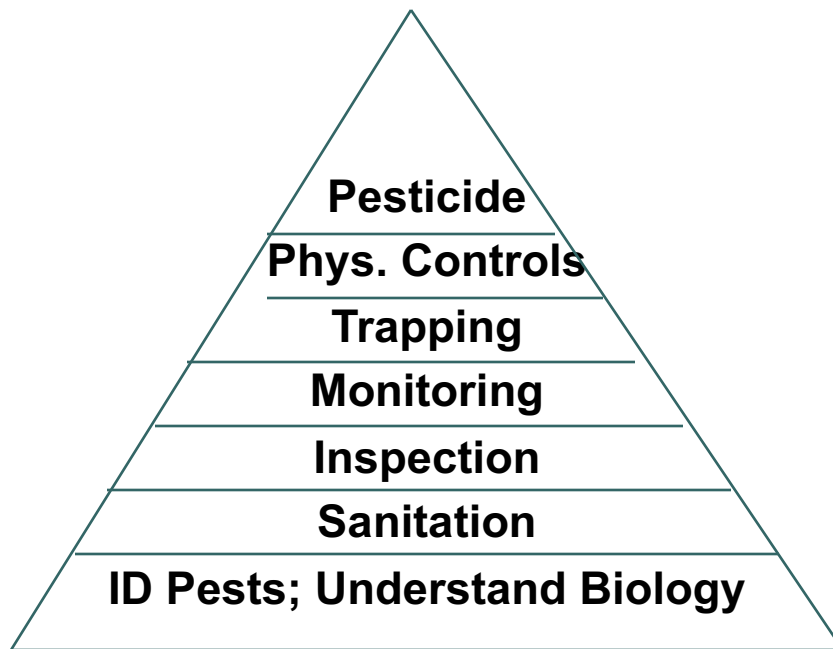 Pesticide
Phys. Controls
Trapping
Monitoring
Inspection
Sanitation
ID Pests; Understand Biology